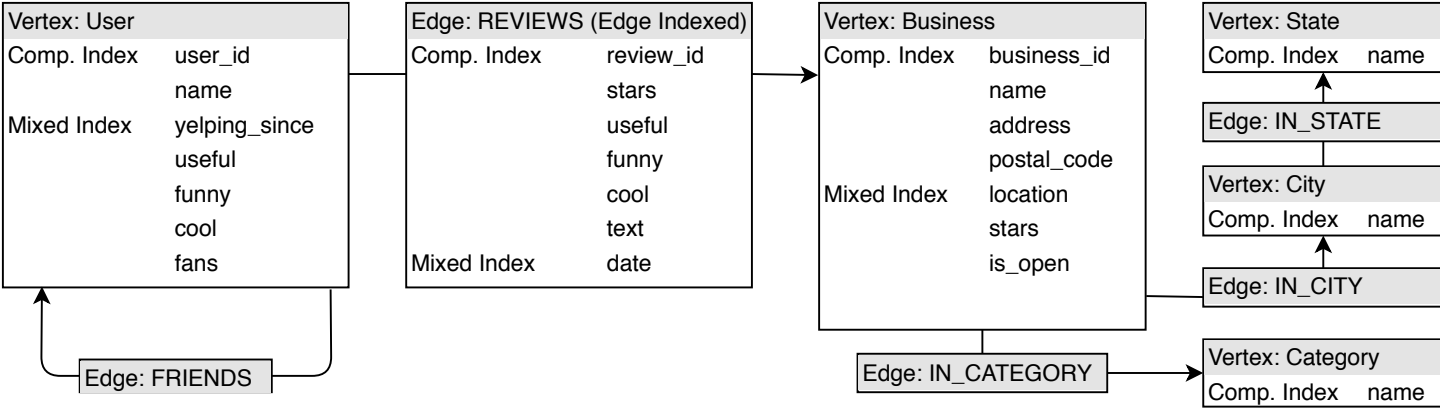 Vertex: User
Comp. Index user_id
name
Mixed Index yelping_since
useful
funny
cool
fans
Edge: FRIENDS
Edge: REVIEWS (Edge Indexed)
Comp. Index review_id
stars
useful
funny
cool
text
Mixed Index date
Vertex: Business
Comp. Index business_id
name
address
postal_code
Mixed Index location
stars
is_open
Edge: IN_CATEGORY
Vertex: State
Comp. Index name
Edge: IN_STATE
Vertex: City
Comp. Index name
Edge: IN_CITY
Vertex: Category
Comp. Index name